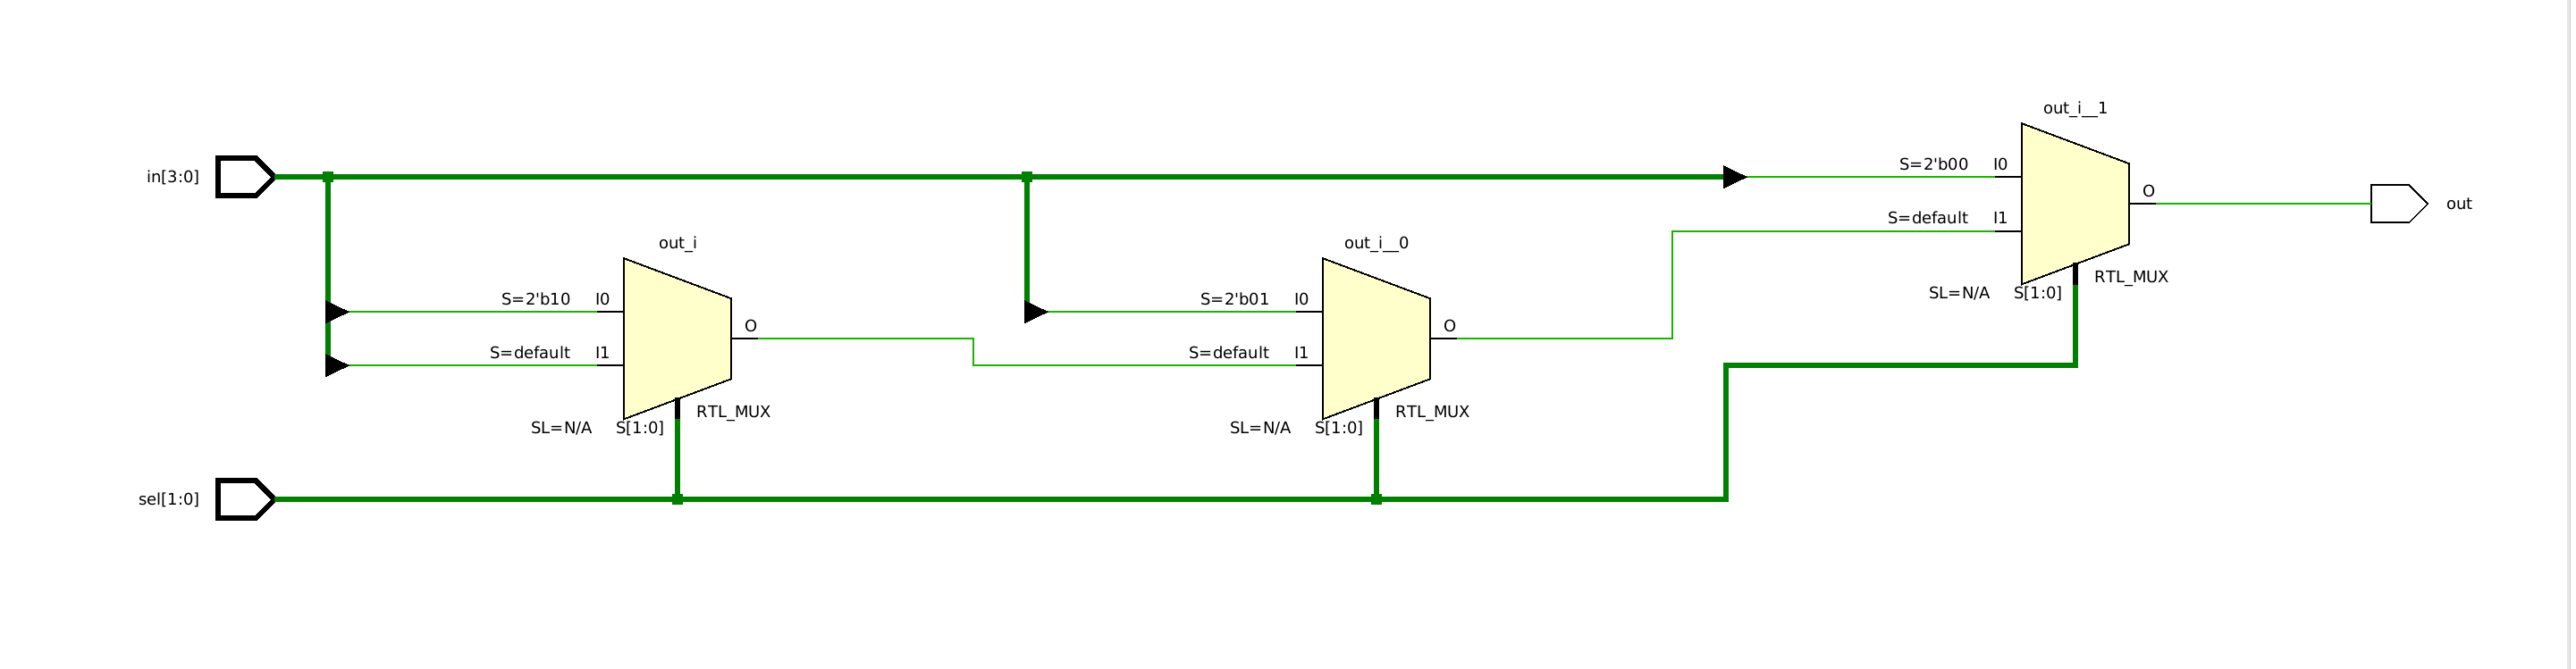 out_i__1
S=2'b00 I0
in[3:0]
O
out
S=default I1
out_i
out_i__0
RTL_MUX
SL=N/A S[1:0]
S=2'b10 I0
S=2'b01 I0
O
O
S=default I1
S=default I1
RTL_MUX
RTL_MUX
SL=N/A S[1:0]
SL=N/A S[1:0]
sel[1:0]